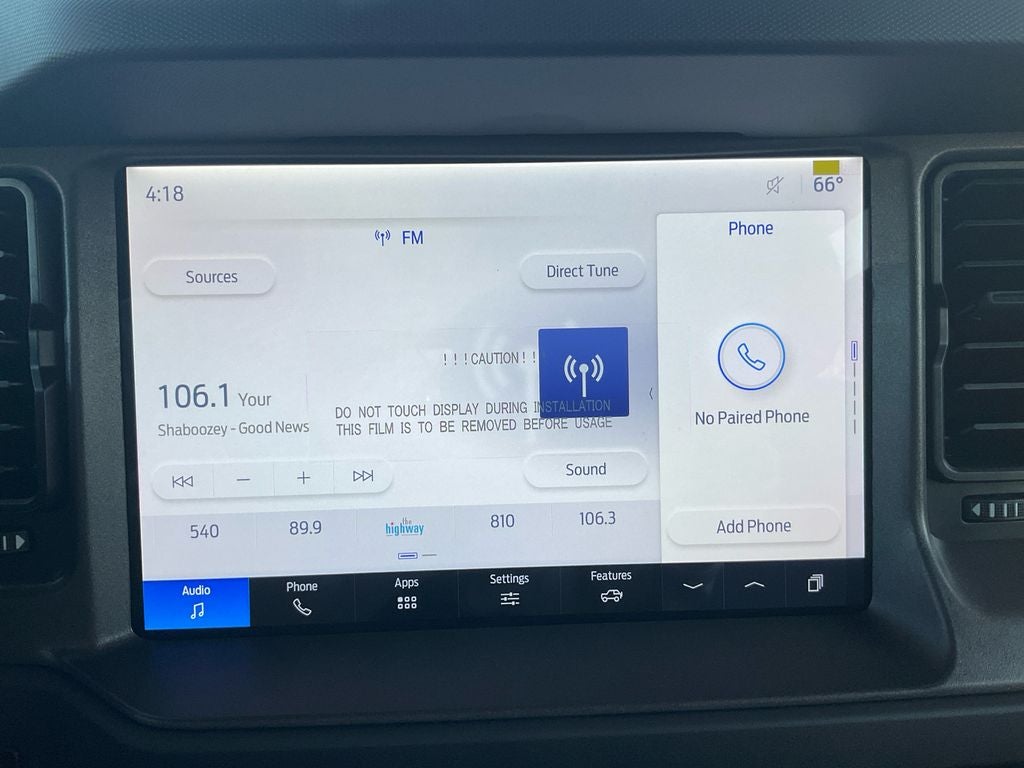 4:18
66°
FM
Phone
Sources
Direct Tune
! ! ! CAUTION ! !
106.1 Your
Shaboozey - Good News
DO NOT TOUCH DISPLAY DURING INSTALLATION
THIS FILM IS TO BE REMOVED BEFORE USAGE
No Paired Phone
Sound
540
89.9
the highway
810
106.3
Add Phone
Audio
Phone
Apps
Settings
Features